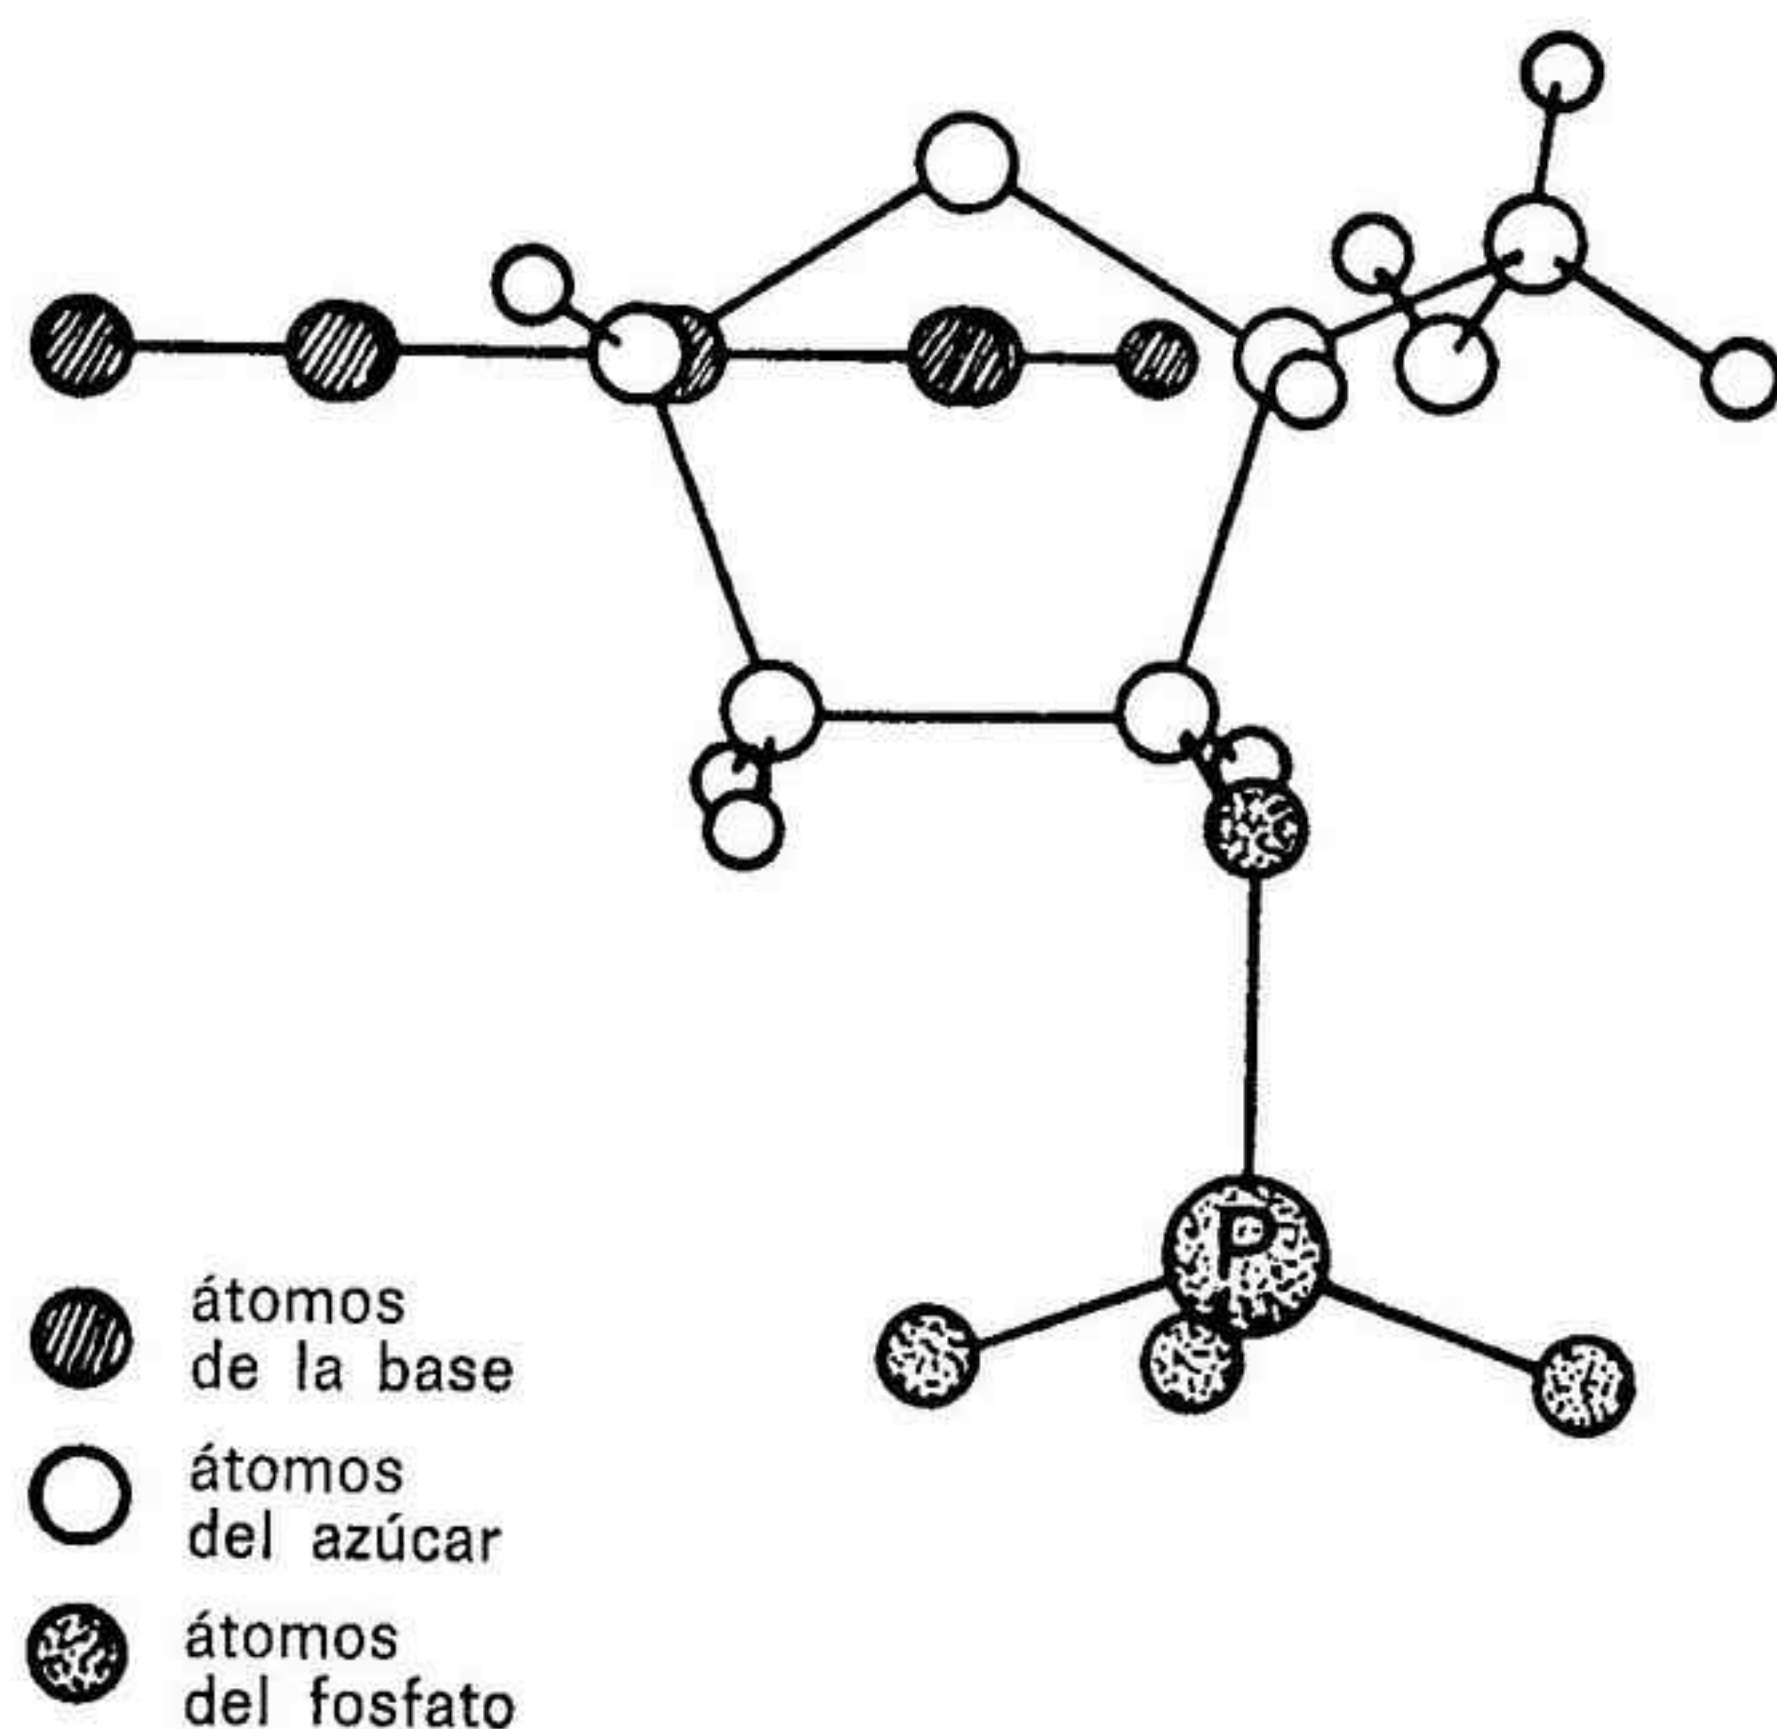 P
átomos
de la base
átomos
del azúcar
átomos
del fosfato